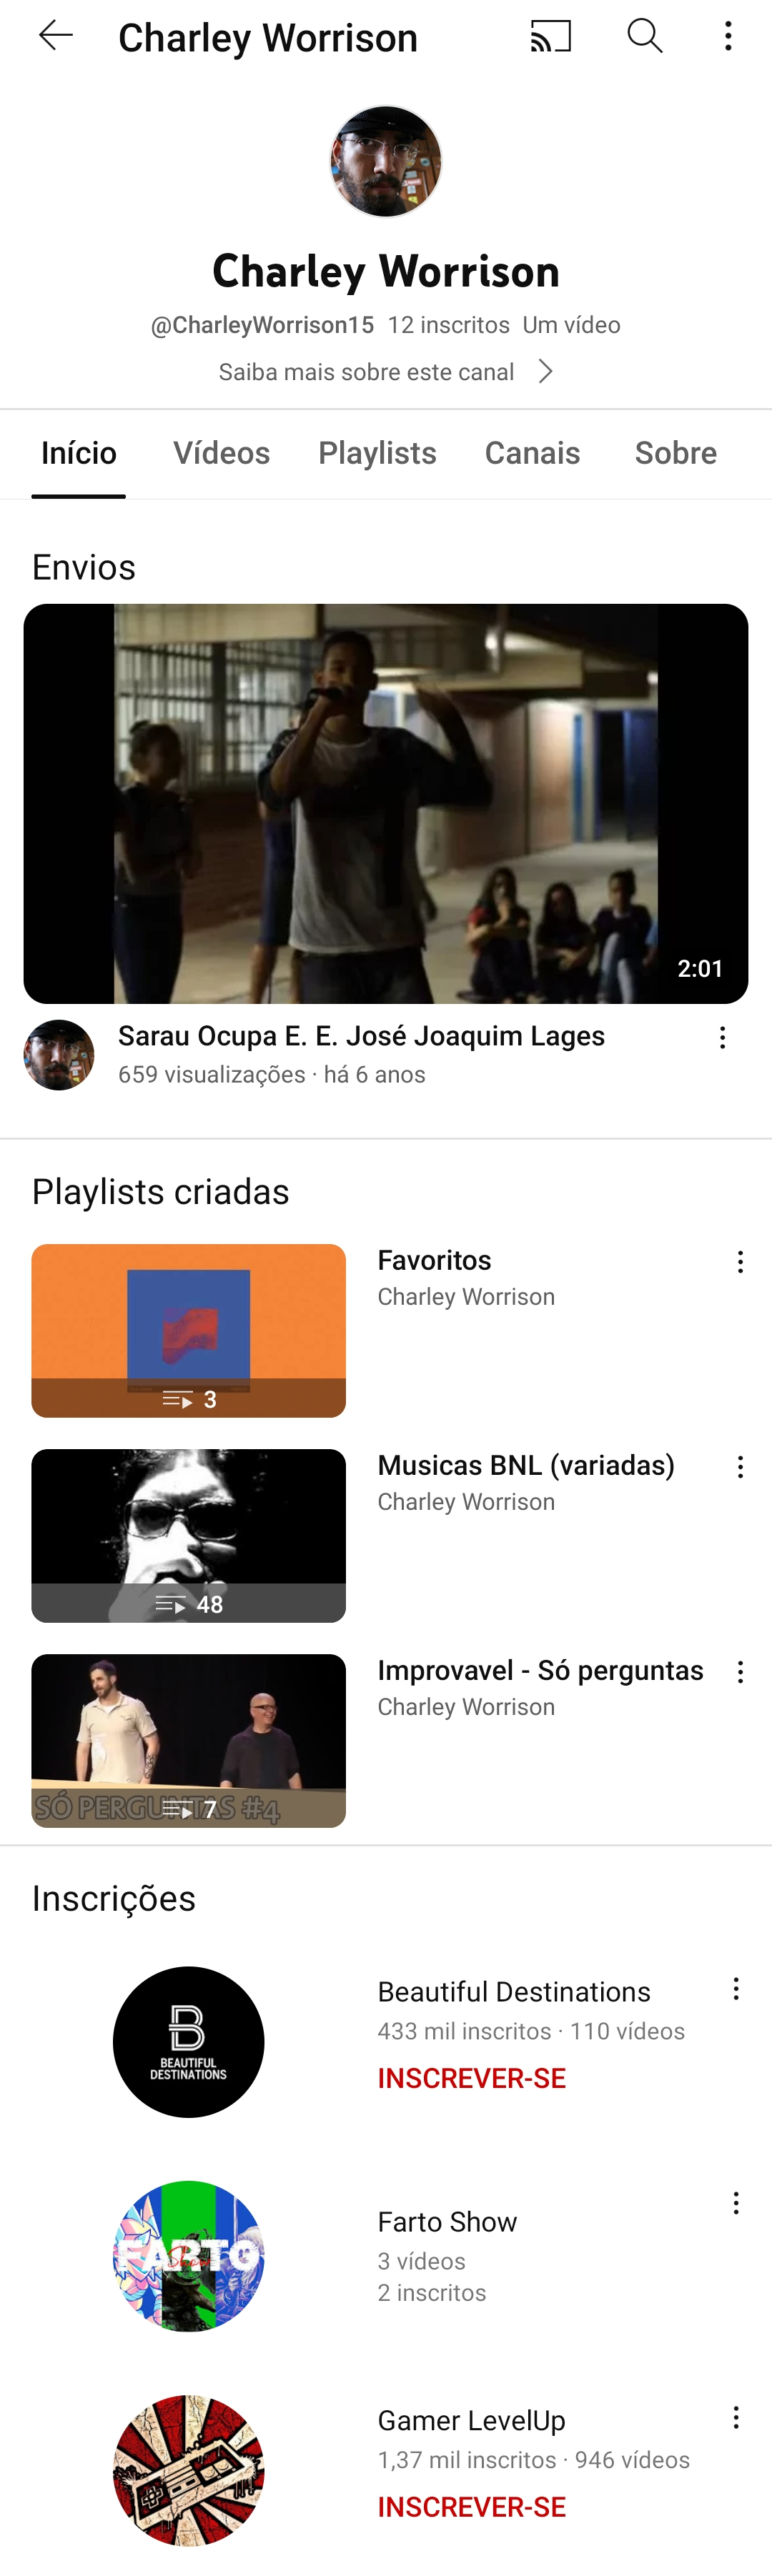 Charley Worrison
Charley Worrison
@CharleyWorrison15 12 inscritos Um vídeo
Saiba mais sobre este canal
Início Vídeos Playlists Canais Sobre
Envios
2:01
Sarau Ocupa E. E. José Joaquim Lages
659 visualizações · há 6 anos
Playlists criadas
Favoritos
Charley Worrison
3
Musicas BNL (variadas)
Charley Worrison
48
Improvavel - Só perguntas
Charley Worrison
SÓ PERGUNTAS #4
7
Inscrições
B
BEAUTIFUL
DESTINATIONS
Beautiful Destinations
433 mil inscritos · 110 vídeos
INSCREVER-SE
FARTO
Show
Farto Show
3 vídeos
2 inscritos
Gamer LevelUp
1,37 mil inscritos · 946 vídeos
INSCREVER-SE